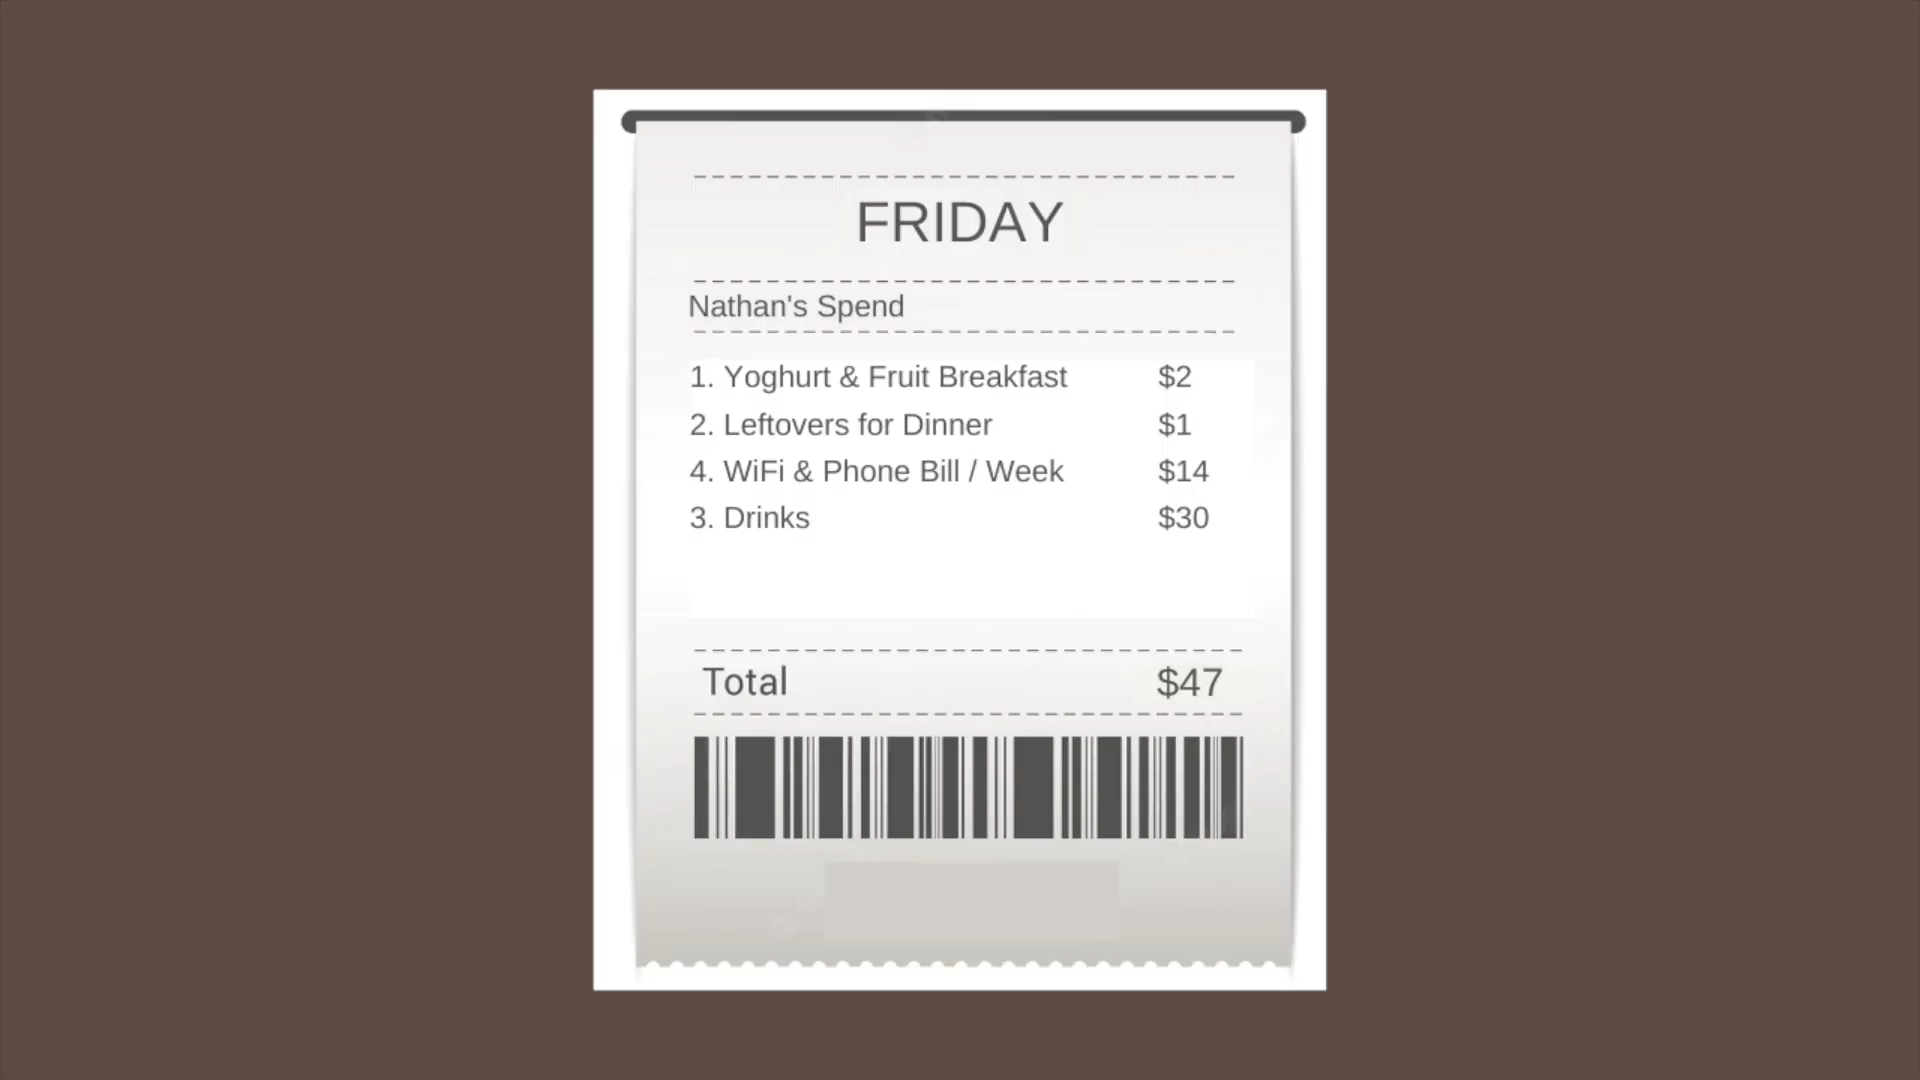 FRIDAY
Nathan's Spend
1. Yoghurt & Fruit Breakfast $2
2. Leftovers for Dinner $1
4. WiFi & Phone Bill / Week $14
3. Drinks $30
Total $47